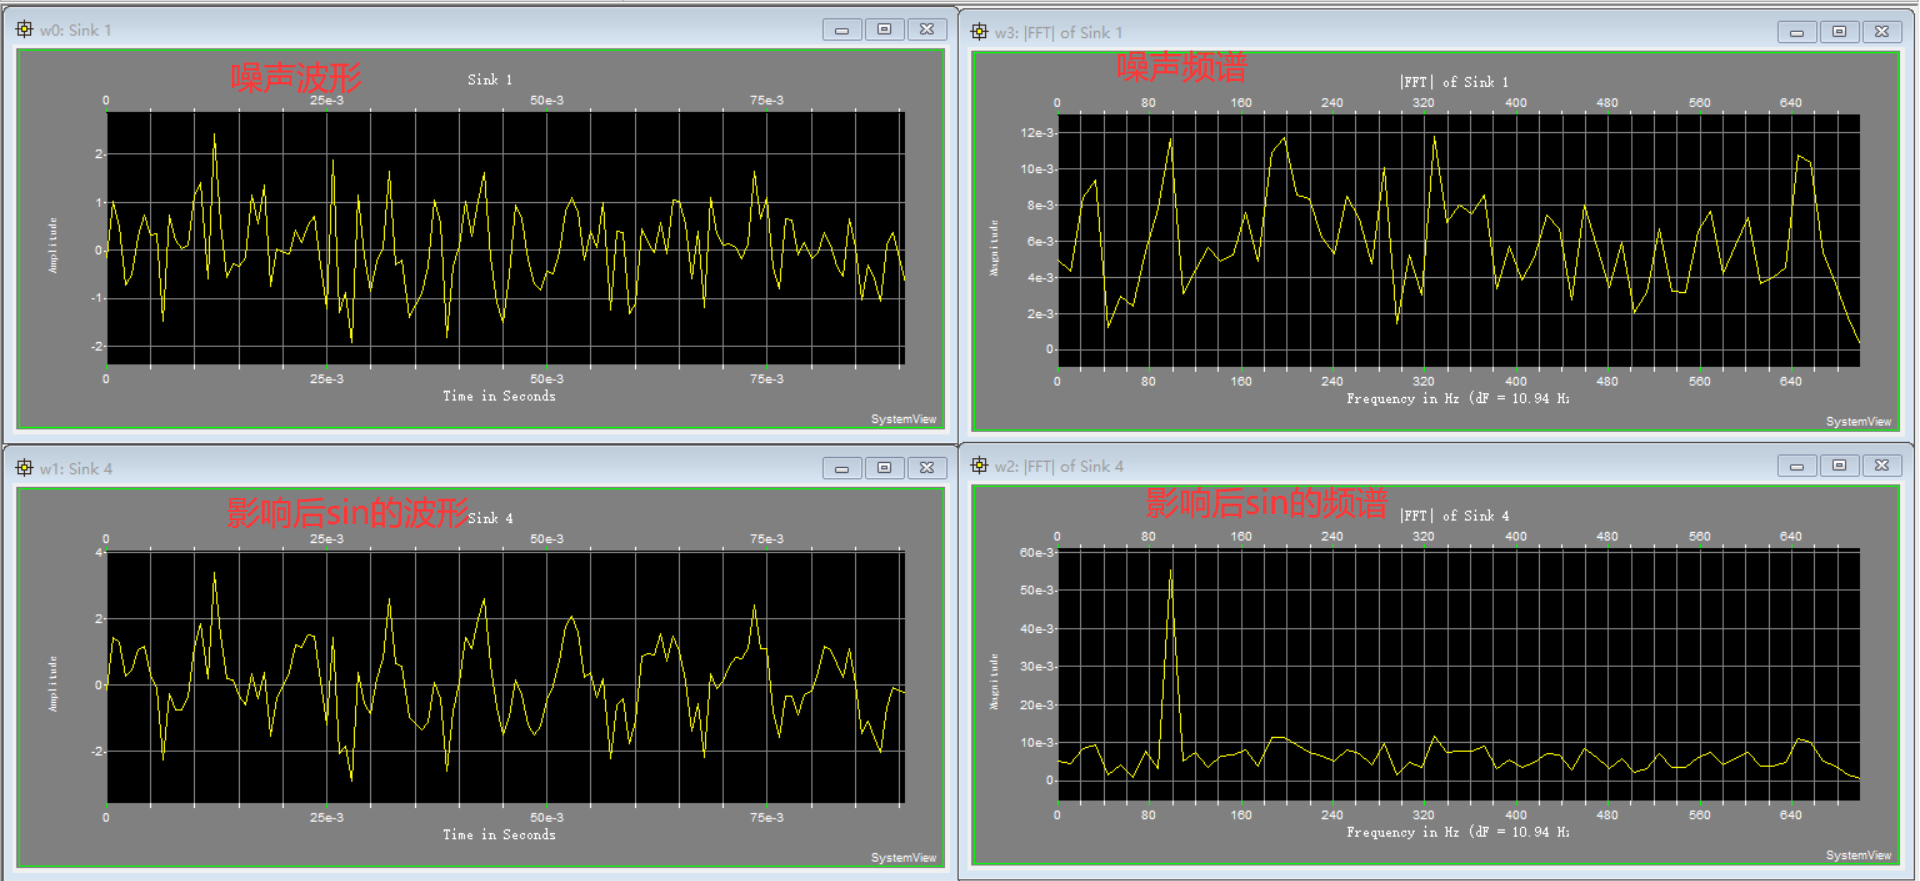 w0: Sink 1
噪声波形
Sink 1
0 25e-3 50e-3 75e-3
2
1
0
-1
-2
Amplitude
0 25e-3 50e-3 75e-3
Time in Seconds
SystemView
w3: |FFT| of Sink 1
噪声频谱
|FFT| of Sink 1
0 80 160 240 320 400 480 560 640
12e-3
10e-3
8e-3
6e-3
4e-3
2e-3
0
Magnitude
0 80 160 240 320 400 480 560 640
Frequency in Hz (dF = 10.94 Hz
SystemView
w1: Sink 4
影响后sin的波形
Sink 4
0 25e-3 50e-3 75e-3
4
2
0
-2
Amplitude
0 25e-3 50e-3 75e-3
Time in Seconds
SystemView
w2: |FFT| of Sink 4
影响后sin的频谱
|FFT| of Sink 4
0 80 160 240 320 400 480 560 640
60e-3
50e-3
40e-3
30e-3
20e-3
10e-3
0
Magnitude
0 80 160 240 320 400 480 560 640
Frequency in Hz (dF = 10.94 Hz
SystemView